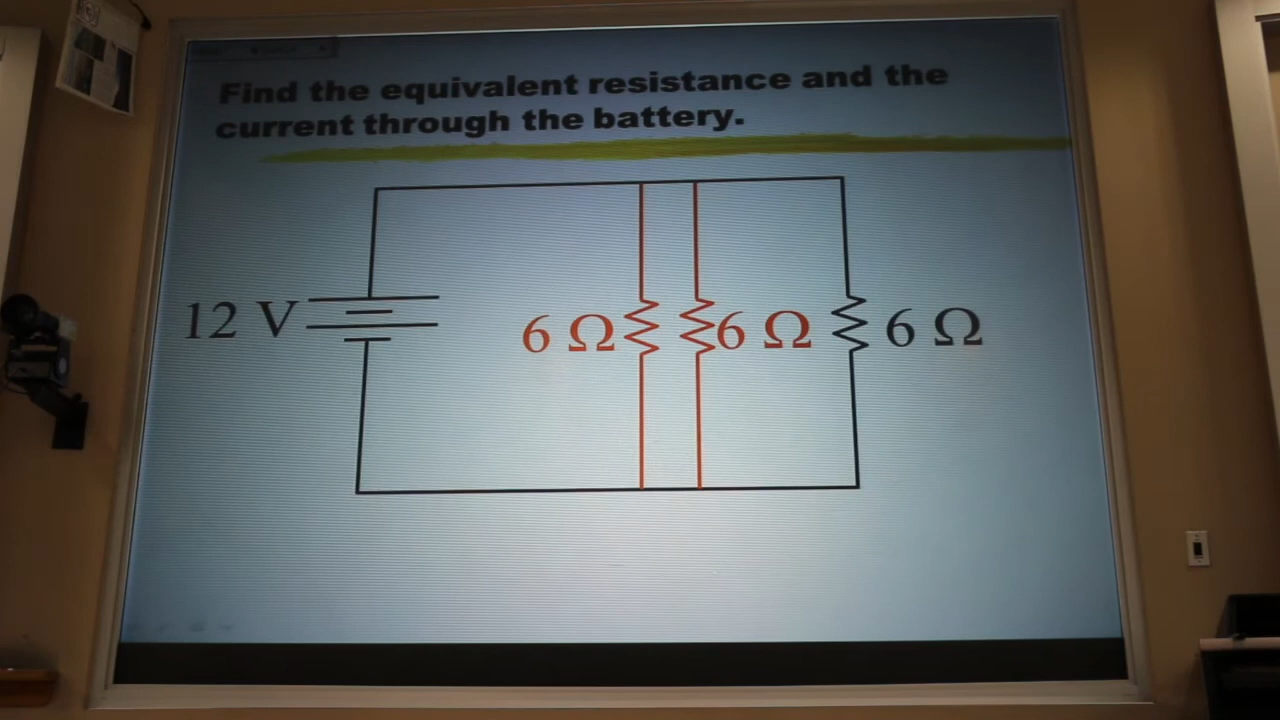 Find the equivalent resistance and the
current through the battery.
12 V 6 Ω 6 Ω 6 Ω